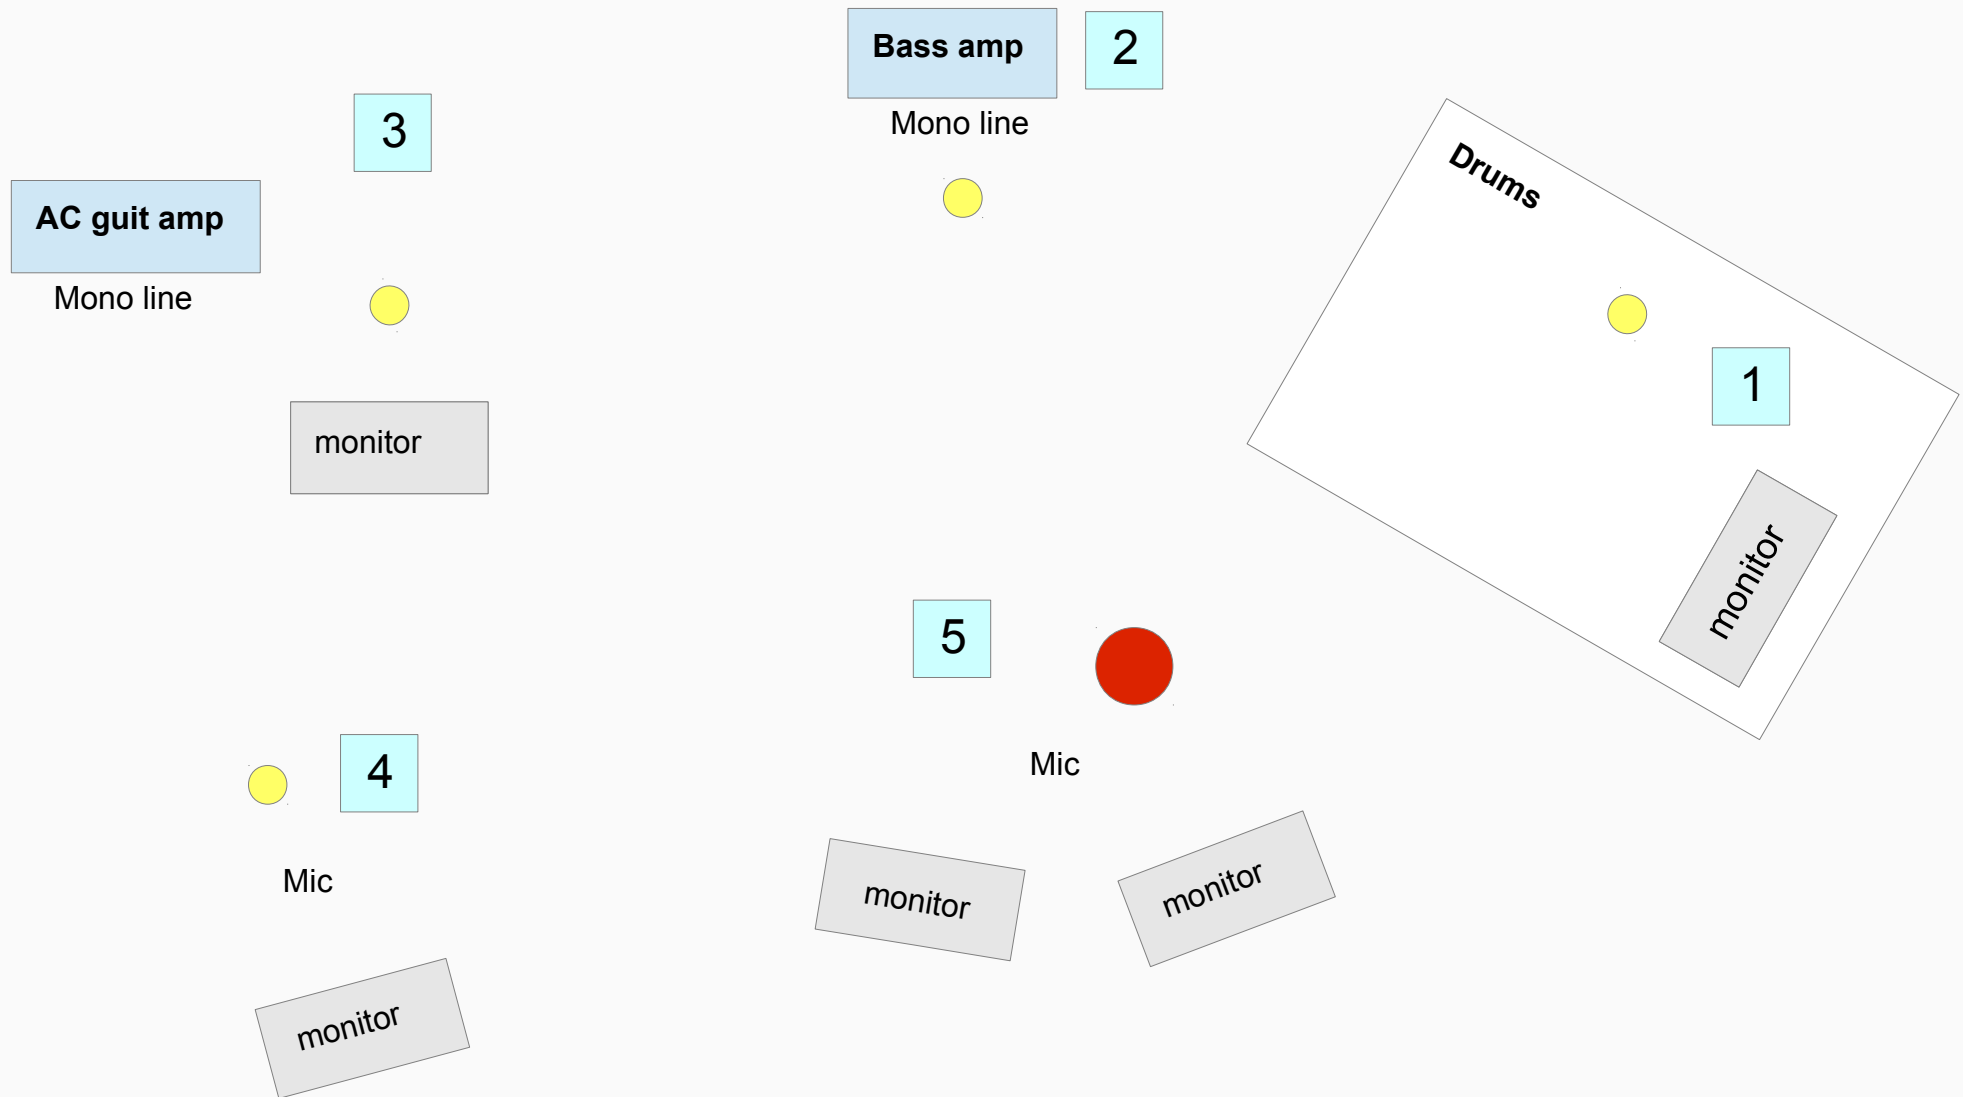 Bass amp
2
Mono line
3
Drums
AC guit amp
Mono line
1
monitor
monitor
5
Mic
4
Mic
monitor
monitor
monitor